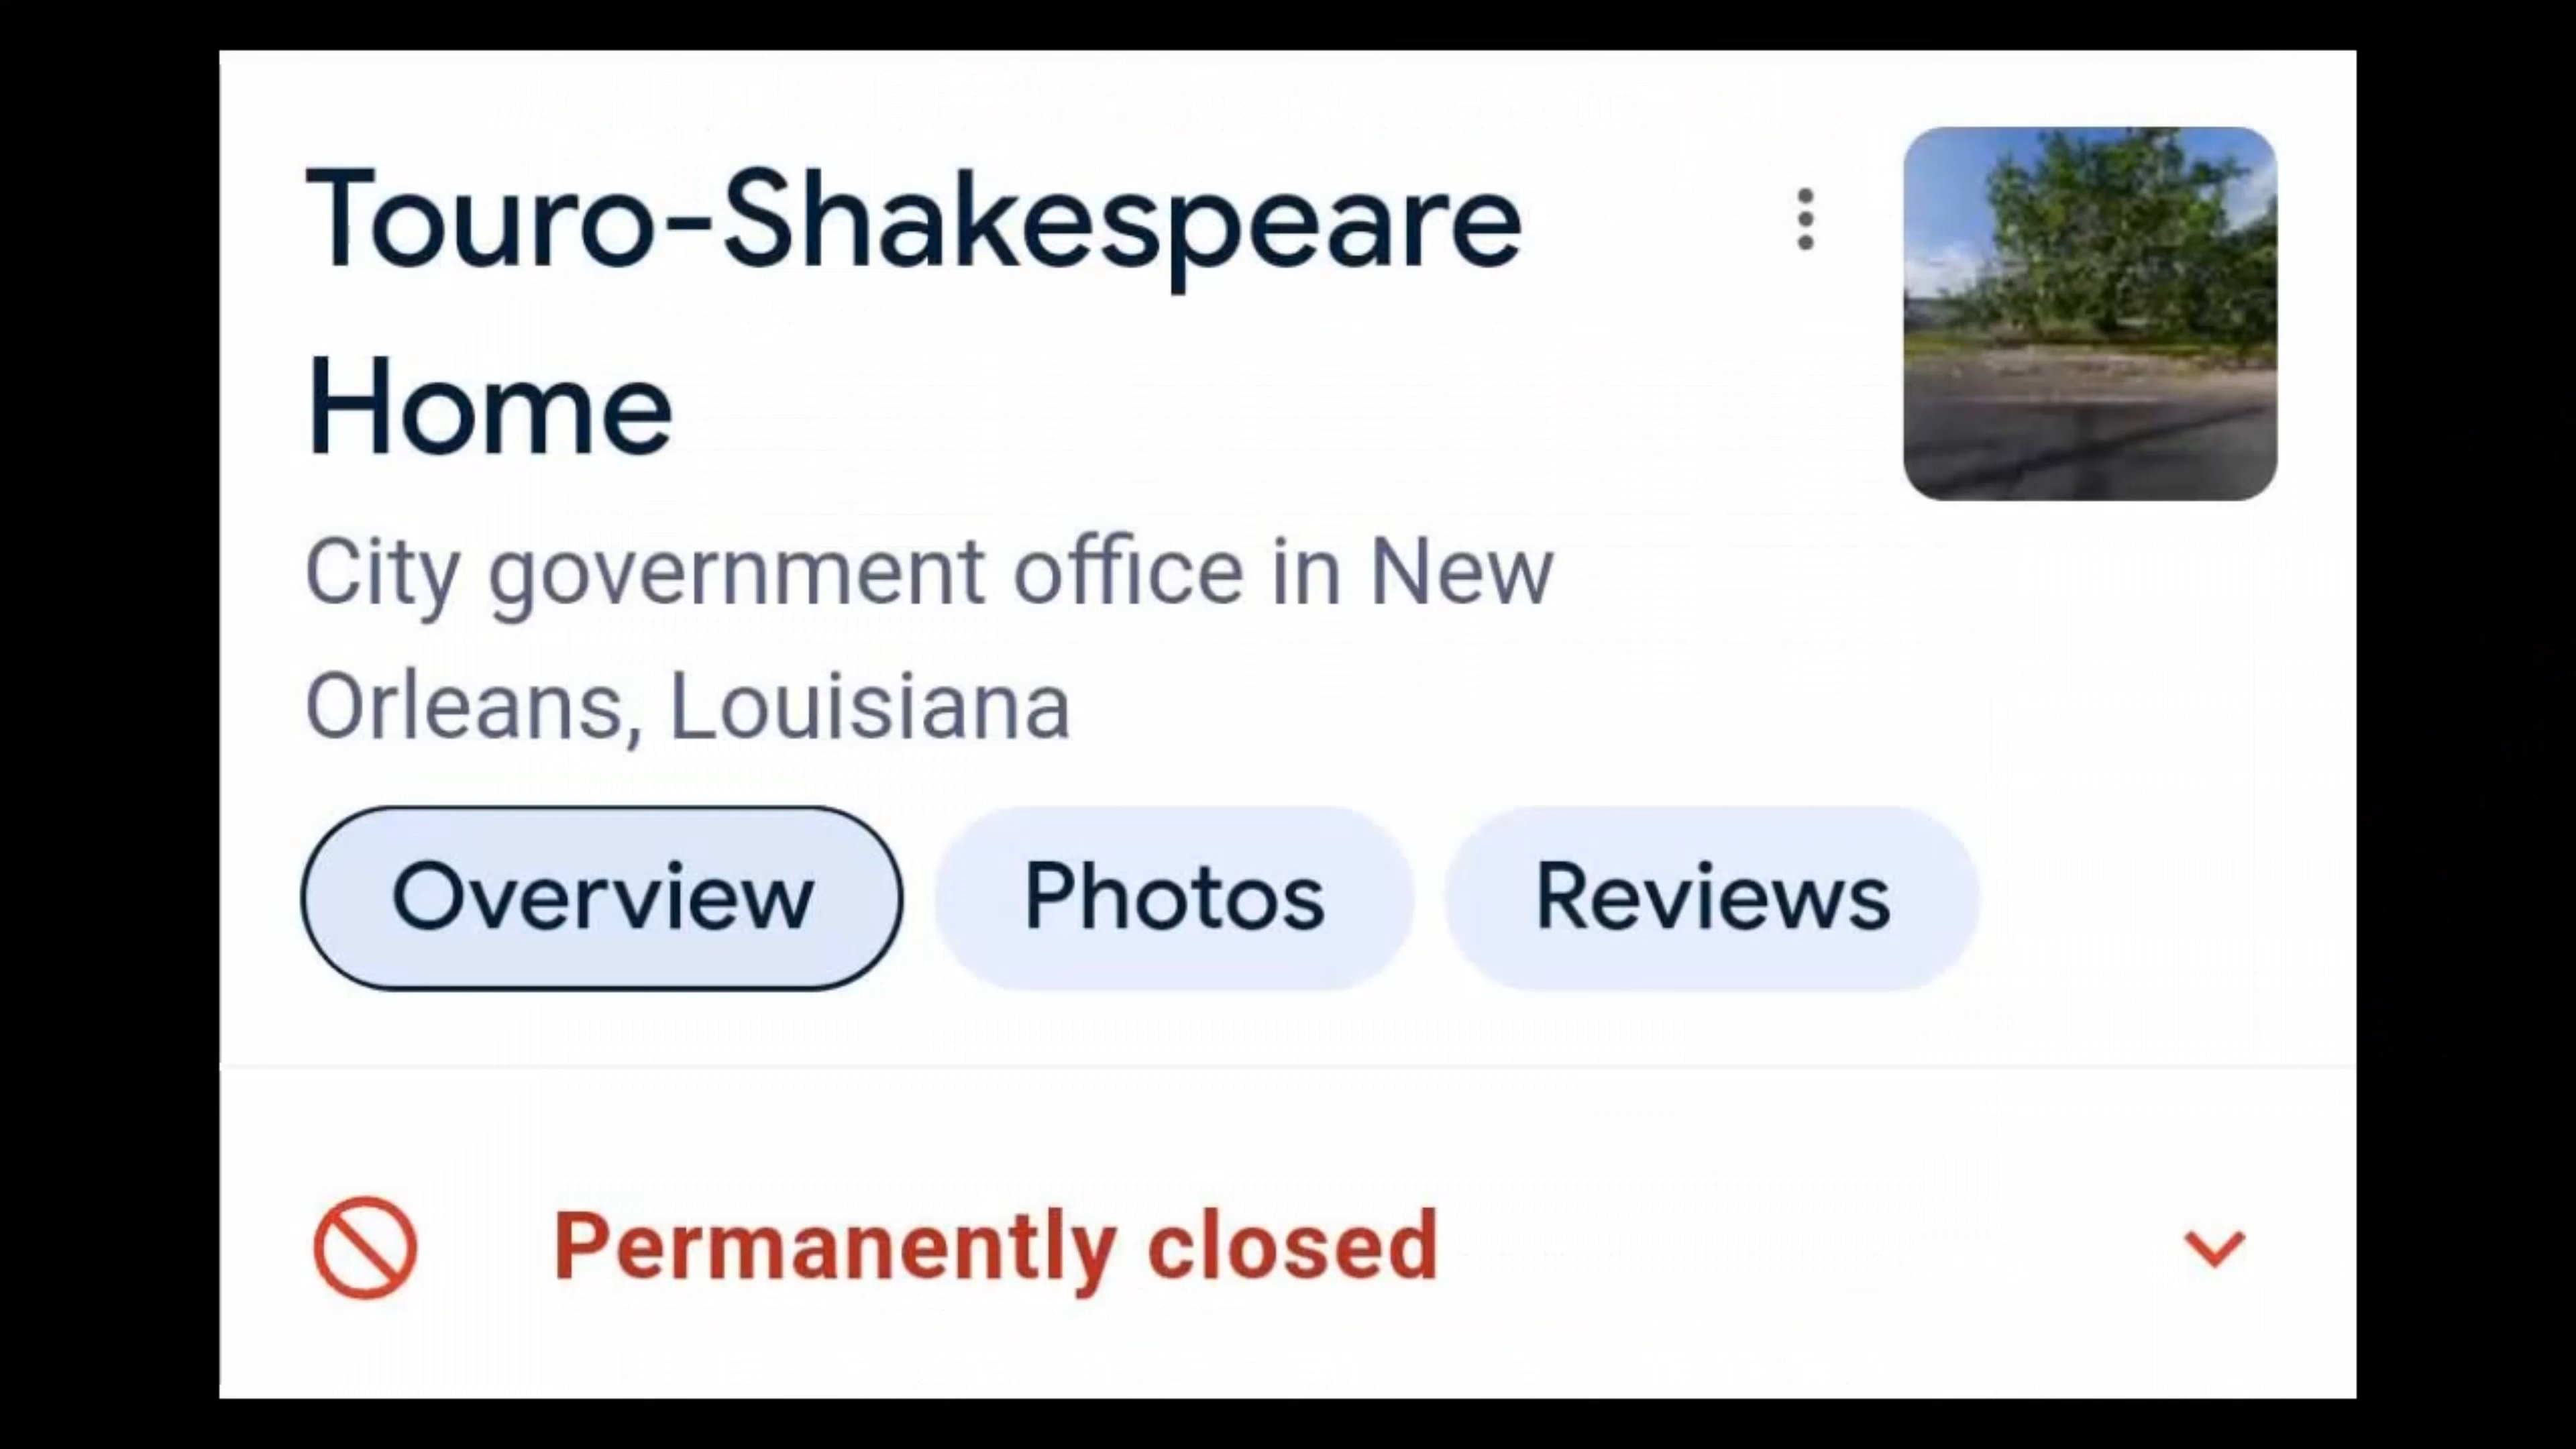 Touro-Shakespeare
Home
City government office in New
Orleans, Louisiana
Overview Photos Reviews
Permanently closed